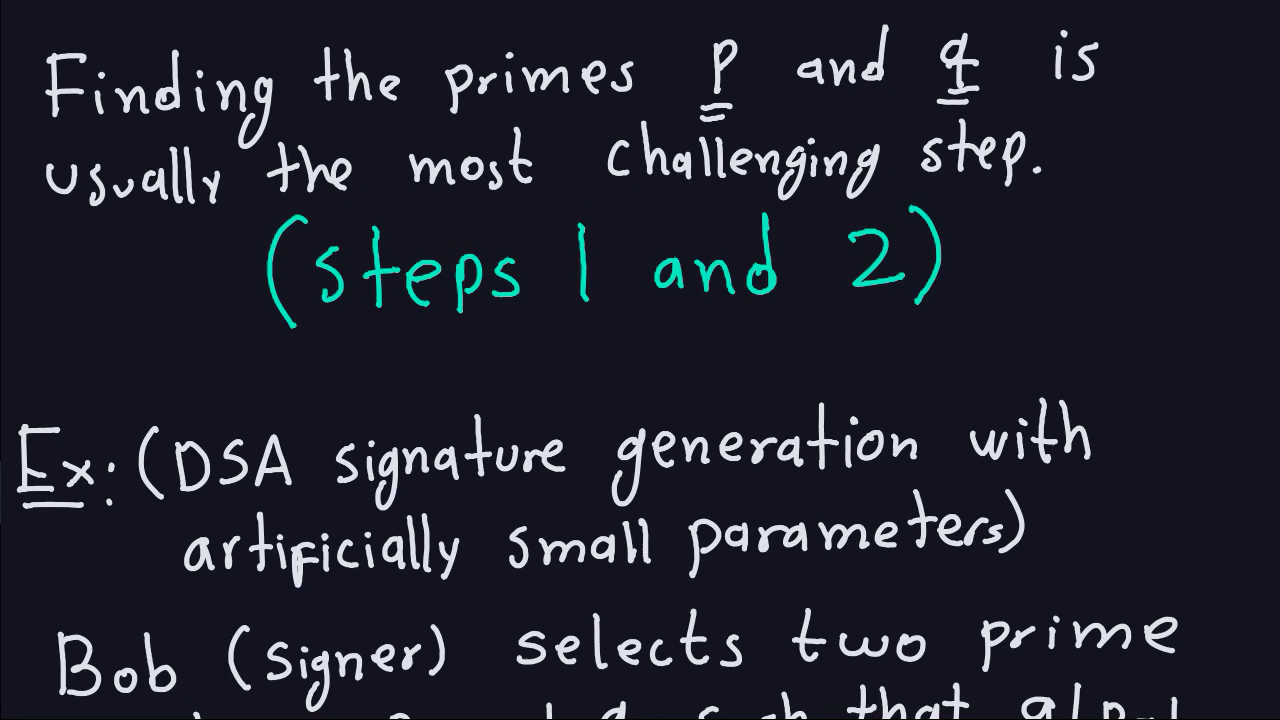 Finding the primes p and q is
usually the most challenging step.
(steps 1 and 2)
Ex: (DSA signature generation with
artificially small parameters)
Bob (signer) selects two prime
that